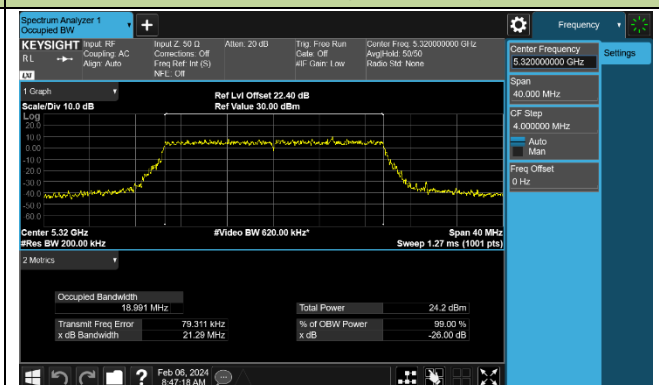 Spectrum Analyzer 1
Occupied BW
+
Frequency
KEYSIGHT Input: RF Input Z: 50 Ω Atten: 20 dB Trig: Free Run Center Freq: 5.320000000 GHz
RL Coupling: AC Corrections: Off Gate: Off Avg|Hold: 50/50
Align: Auto Freq Ref: Int (S) #IF Gain: Low Radio Std: None
LXI NFE: Off
Center Frequency
5.320000000 GHz
Settings
Span
40.000 MHz
CF Step
4.000000 MHz
Auto
Man
Freq Offset
0 Hz
1 Graph
Ref Lvl Offset 22.40 dB
Scale/Div 10.0 dB Ref Value 30.00 dBm
Log
20.0
10.0
0.00
-10.0
-20.0
-30.0
-40.0
-50.0
-60.0
Center 5.32 GHz #Video BW 620.00 kHz* Span 40 MHz
#Res BW 200.00 kHz Sweep 1.27 ms (1001 pts)
2 Metrics
Occupied Bandwidth
18.991 MHz Total Power 24.2 dBm
Transmit Freq Error 79.311 kHz % of OBW Power 99.00 %
x dB Bandwidth 21.29 MHz x dB -26.00 dB
? Feb 06, 2024
8:47:18 AM